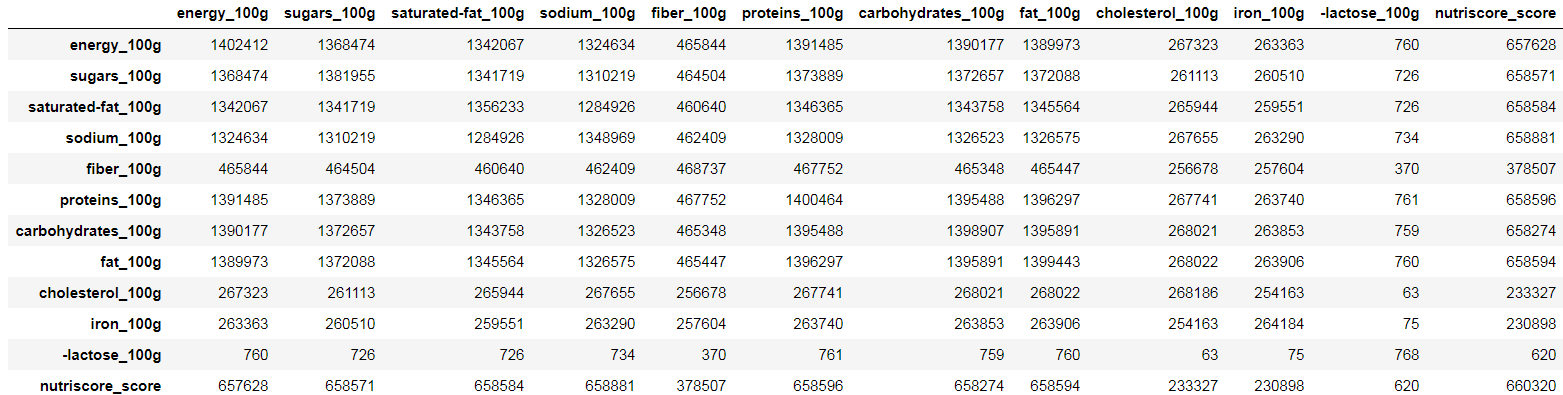 energy_100g sugars_100g saturated-fat_100g sodium_100g fiber_100g proteins_100g carbohydrates_100g fat_100g cholesterol_100g iron_100g -lactose_100g nutriscore_score
energy_100g 1402412 1368474 1342067 1324634 465844 1391485 1390177 1389973 267323 263363 760 657628
sugars_100g 1368474 1381955 1341719 1310219 464504 1373889 1372657 1372088 261113 260510 726 658571
saturated-fat_100g 1342067 1341719 1356233 1284926 460640 1346365 1343758 1345564 265944 259551 726 658584
sodium_100g 1324634 1310219 1284926 1348969 462409 1328009 1326523 1326575 267655 263290 734 658881
fiber_100g 465844 464504 460640 462409 468737 467752 465348 465447 256678 257604 370 378507
proteins_100g 1391485 1373889 1346365 1328009 467752 1400464 1395488 1396297 267741 263740 761 658596
carbohydrates_100g 1390177 1372657 1343758 1326523 465348 1395488 1398907 1395891 268021 263853 759 658274
fat_100g 1389973 1372088 1345564 1326575 465447 1396297 1395891 1399443 268022 263906 760 658594
cholesterol_100g 267323 261113 265944 267655 256678 267741 268021 268022 268186 254163 63 233327
iron_100g 263363 260510 259551 263290 257604 263740 263853 263906 254163 264184 75 230898
-lactose_100g 760 726 726 734 370 761 759 760 63 75 768 620
nutriscore_score 657628 658571 658584 658881 378507 658596 658274 658594 233327 230898 620 660320